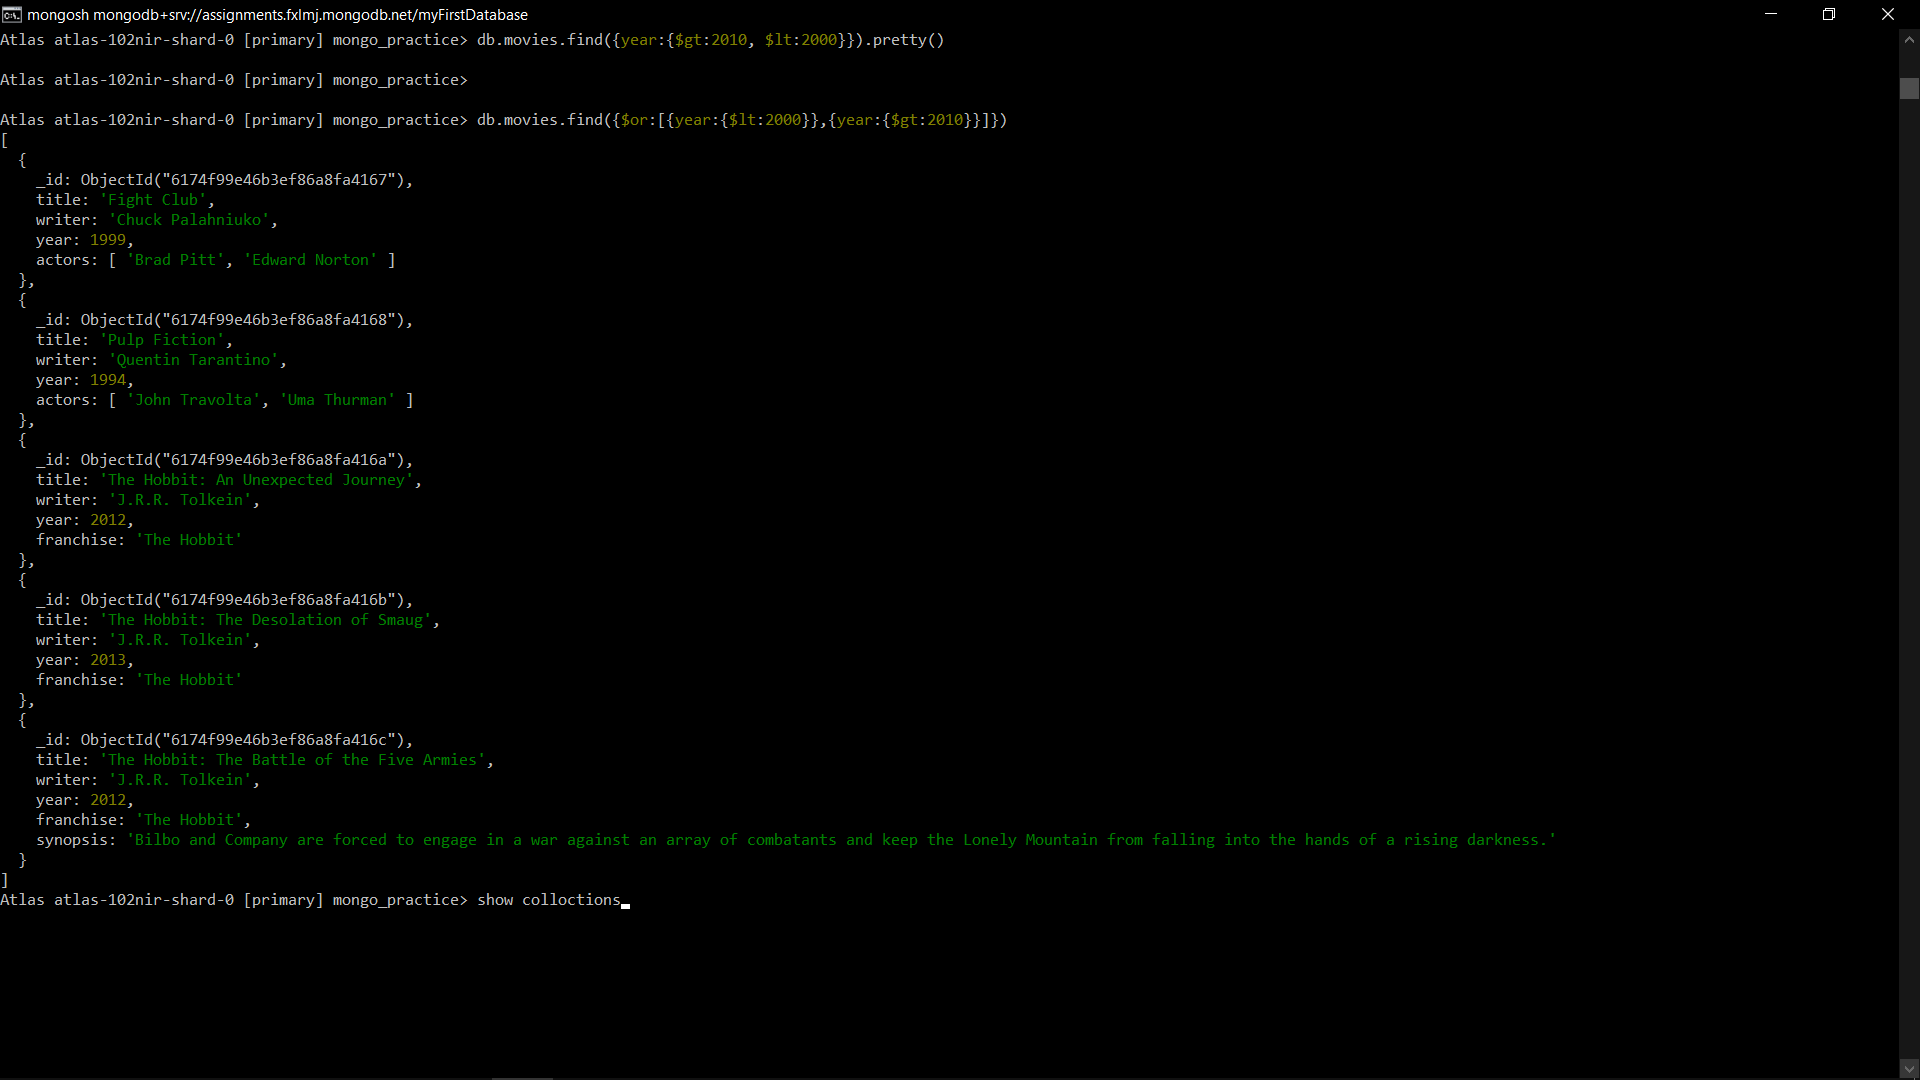 mongosh mongodb+srv://assignments.fxlmj.mongodb.net/myFirstDatabase
Atlas atlas-102nir-shard-0 [primary] mongo_practice> db.movies.find({year:{$gt:2010, $lt:2000}}).pretty()
Atlas atlas-102nir-shard-0 [primary] mongo_practice>
Atlas atlas-102nir-shard-0 [primary] mongo_practice> db.movies.find({$or:[{year:{$lt:2000}},{year:{$gt:2010}}]})
[
  {
    _id: ObjectId("6174f99e46b3ef86a8fa4167"),
    title: 'Fight Club',
    writer: 'Chuck Palahniuko',
    year: 1999,
    actors: [ 'Brad Pitt', 'Edward Norton' ]
  },
  {
    _id: ObjectId("6174f99e46b3ef86a8fa4168"),
    title: 'Pulp Fiction',
    writer: 'Quentin Tarantino',
    year: 1994,
    actors: [ 'John Travolta', 'Uma Thurman' ]
  },
  {
    _id: ObjectId("6174f99e46b3ef86a8fa416a"),
    title: 'The Hobbit: An Unexpected Journey',
    writer: 'J.R.R. Tolkein',
    year: 2012,
    franchise: 'The Hobbit'
  },
  {
    _id: ObjectId("6174f99e46b3ef86a8fa416b"),
    title: 'The Hobbit: The Desolation of Smaug',
    writer: 'J.R.R. Tolkein',
    year: 2013,
    franchise: 'The Hobbit'
  },
  {
    _id: ObjectId("6174f99e46b3ef86a8fa416c"),
    title: 'The Hobbit: The Battle of the Five Armies',
    writer: 'J.R.R. Tolkein',
    year: 2012,
    franchise: 'The Hobbit',
    synopsis: 'Bilbo and Company are forced to engage in a war against an array of combatants and keep the Lonely Mountain from falling into the hands of a rising darkness.'
  }
]
Atlas atlas-102nir-shard-0 [primary] mongo_practice> show colloctions